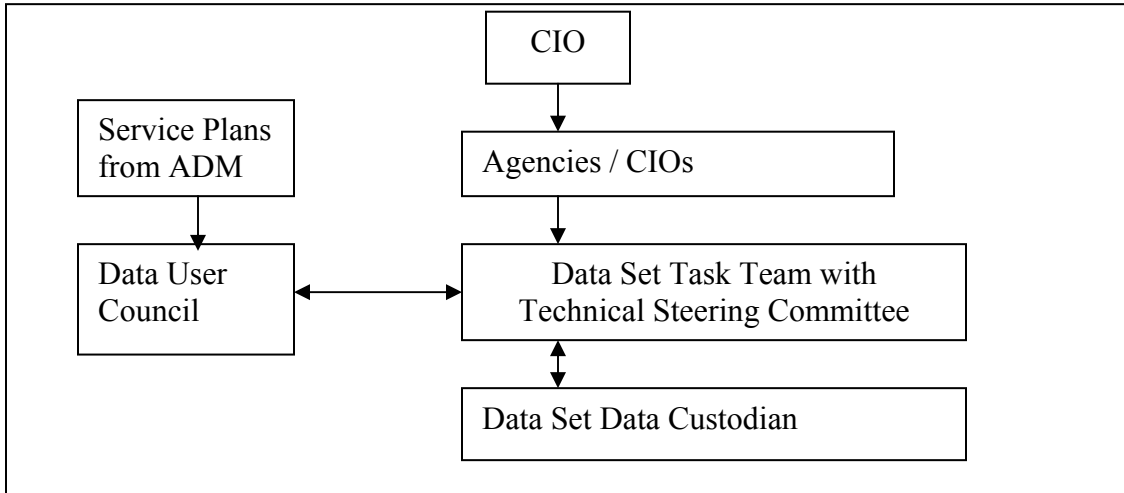 CIO
Service Plans
from ADM
Agencies / CIOs
Data User
Council
Data Set Task Team with
Technical Steering Committee
Data Set Data Custodian